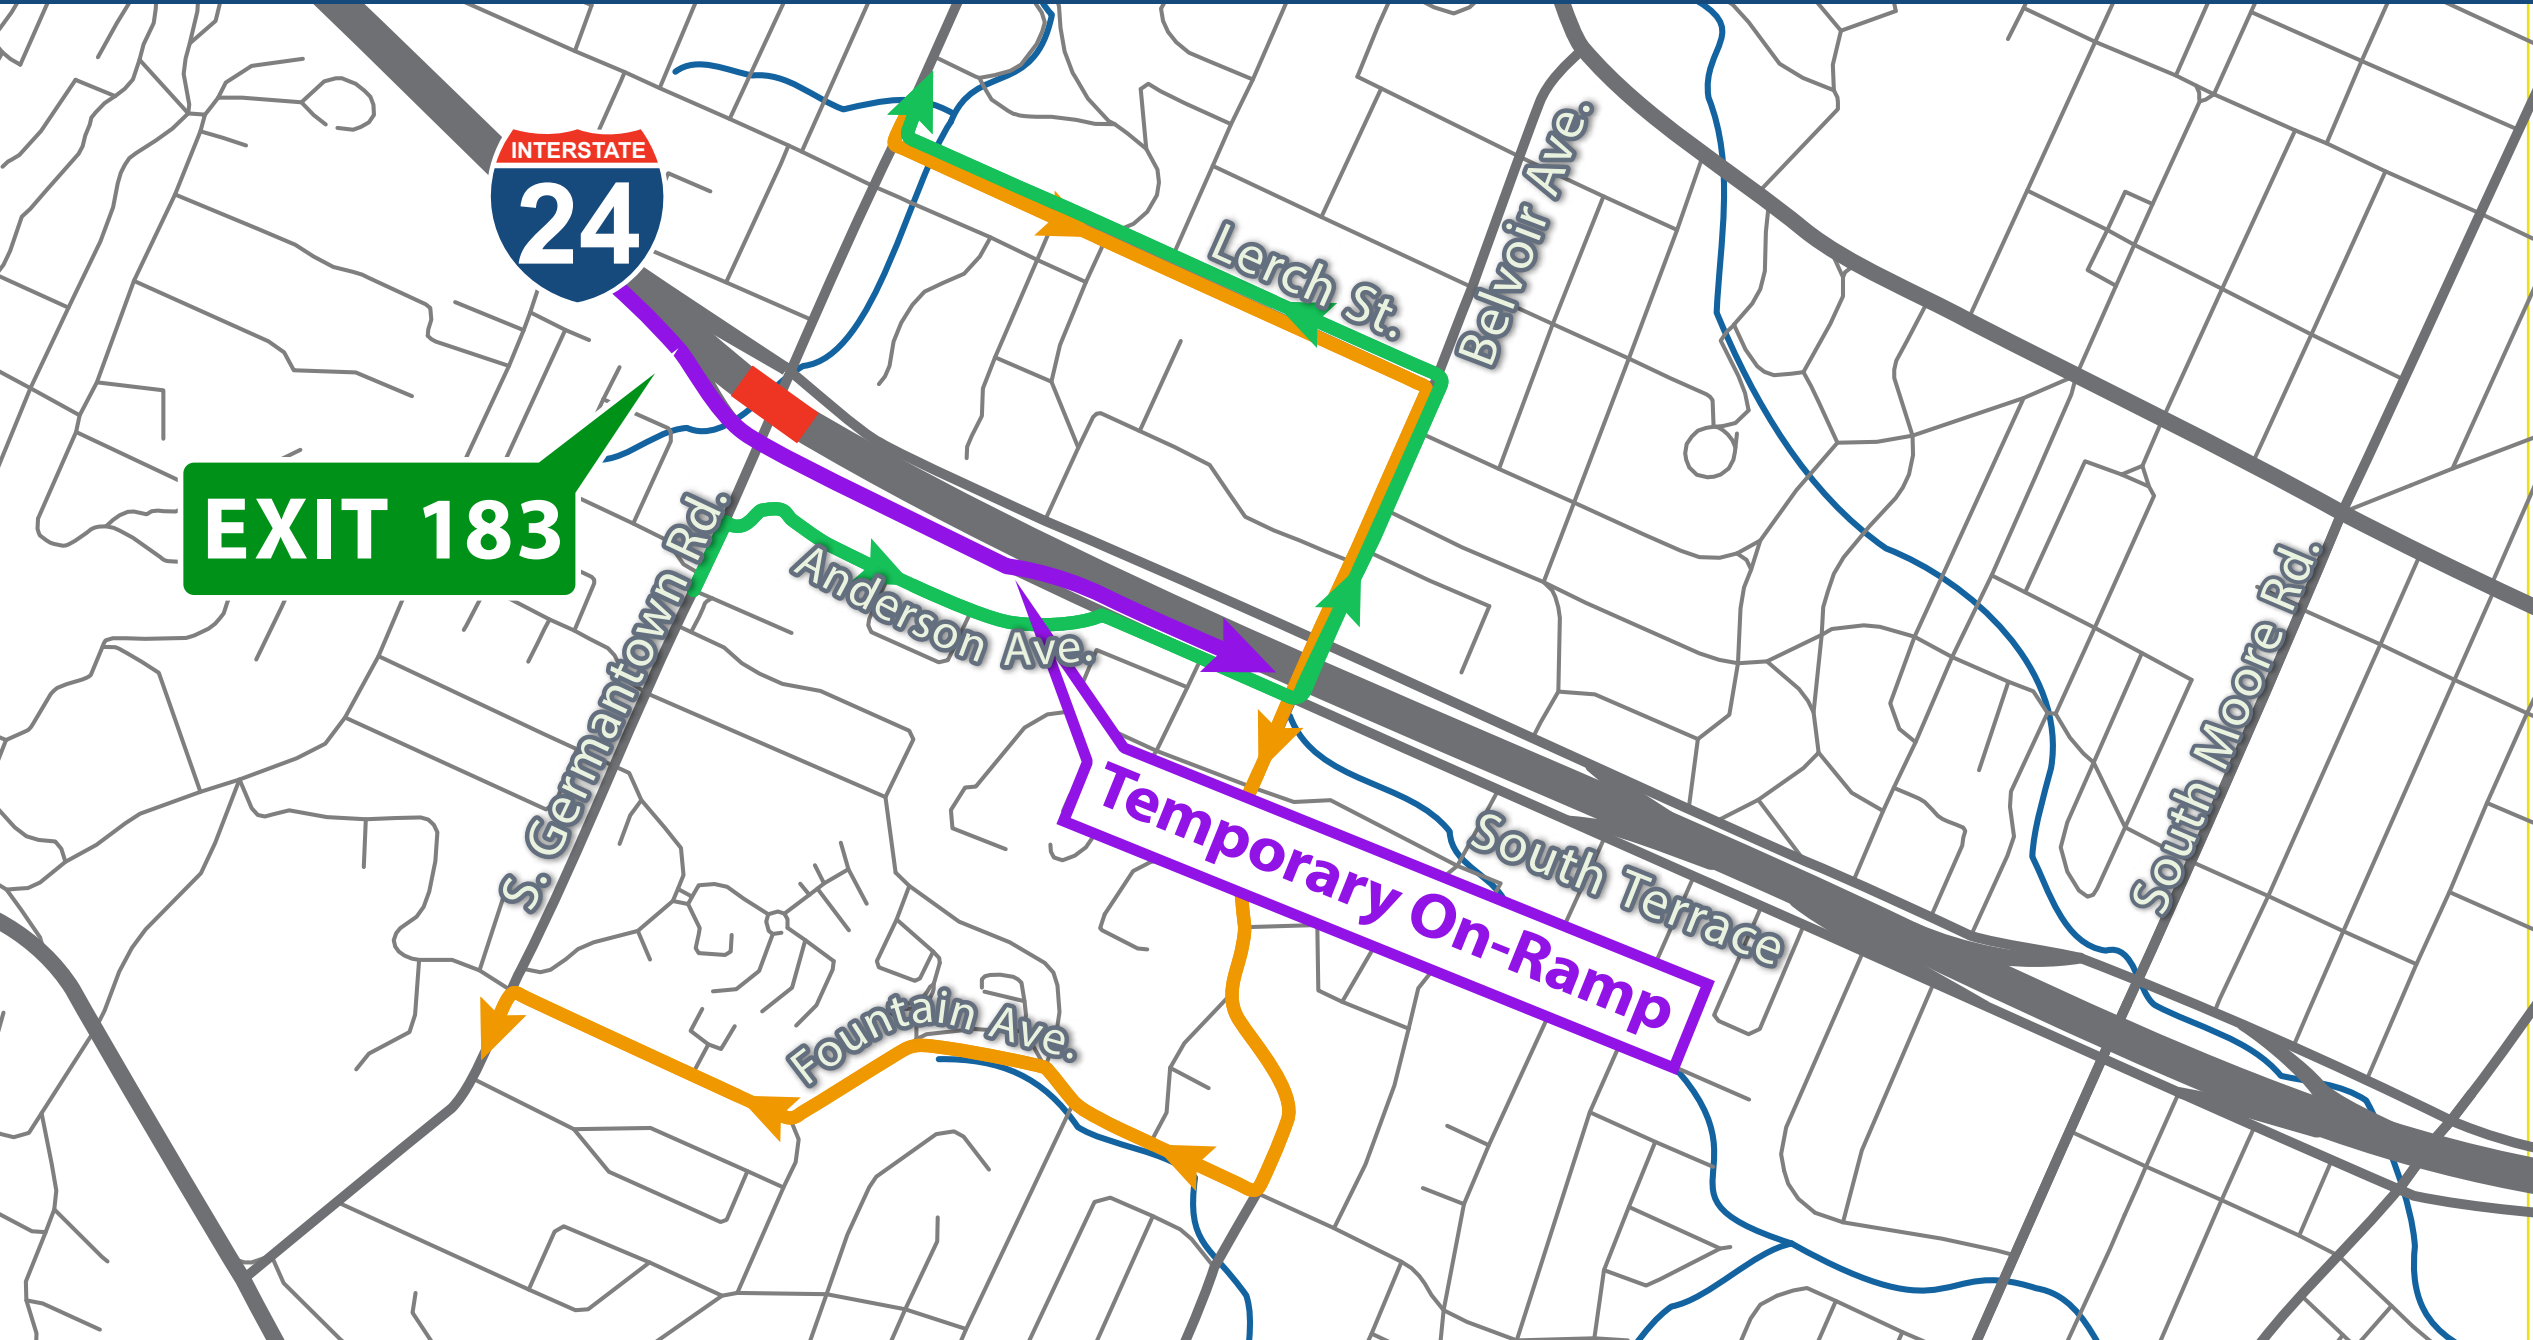 INTERSTATE
24
Lerch St.
Belvoir Ave.
EXIT 183
Anderson Ave.
S. Germantown Rd.
South Moore Rd.
Temporary On-Ramp
South Terrace
Fountain Ave.